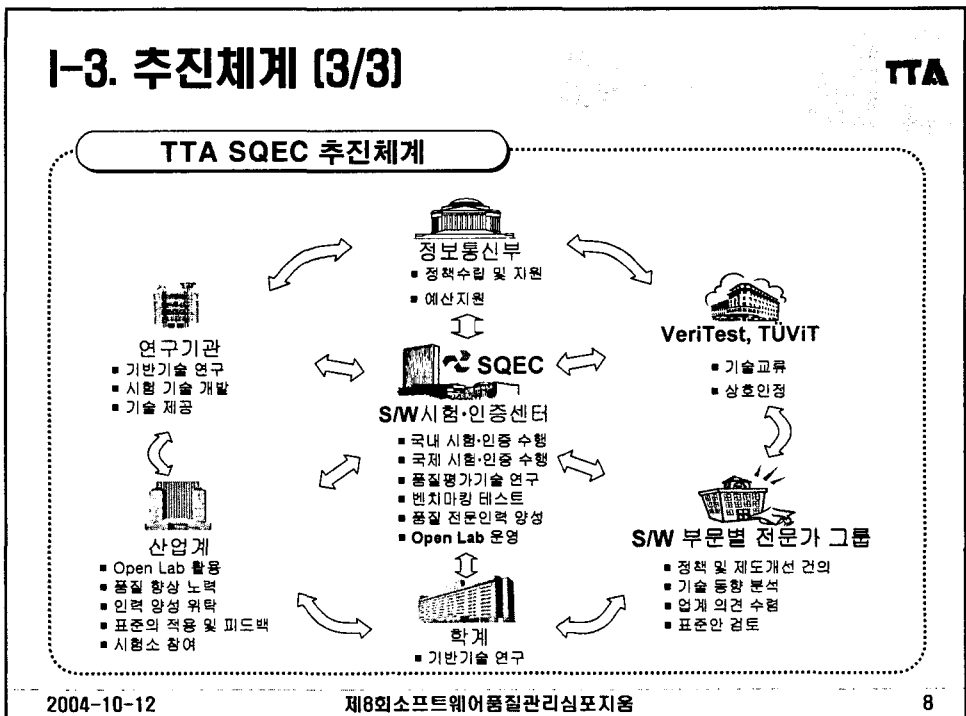 I-3. 추진체계 (3/3)
TTA
TTA SQEC 추진체계
정보통신부
▪ 정책수립 및 지원
▪ 예산지원
연구기관
▪ 기반기술 연구
▪ 시험 기술 개발
▪ 기술 제공
SQEC
S/W시험·인증센터
▪ 국내 시험·인증 수행
▪ 국제 시험·인증 수행
▪ 품질평가기술 연구
▪ 벤치마킹 테스트
▪ 품질 전문인력 양성
▪ Open Lab 운영
VeriTest, TÜViT
▪ 기술교류
▪ 상호인정
산업계
▪ Open Lab 활용
▪ 품질 향상 노력
▪ 인력 양성 위탁
▪ 표준의 적용 및 피드백
▪ 시험소 참여
학계
▪ 기반기술 연구
S/W 부문별 전문가 그룹
▪ 정책 및 제도개선 건의
▪ 기술 동향 분석
▪ 업계 의견 수렴
▪ 표준안 검토
2004-10-12
제8회소프트웨어품질관리심포지움
8